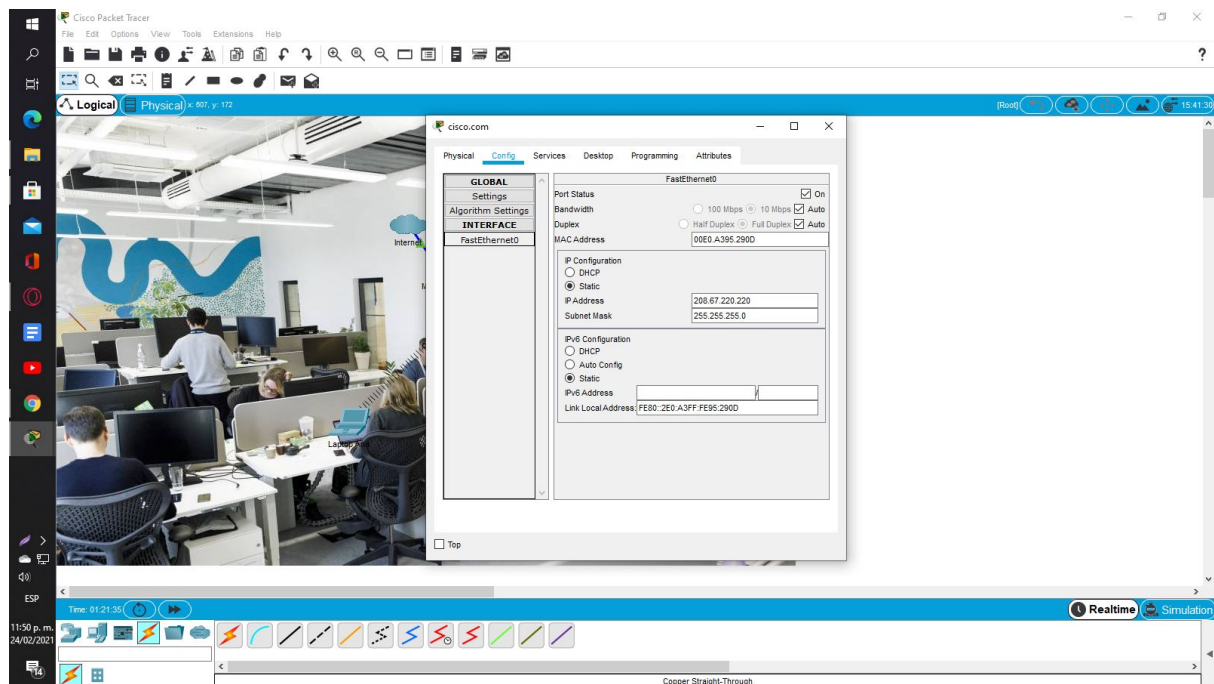 Cisco Packet Tracer
File Edit Options View Tools Extensions Help
?
Logical Physical x: 607, y: 172 [Root] 15:41:30
cisco.com
Physical Config Services Desktop Programming Attributes
GLOBAL
Settings
Algorithm Settings
INTERFACE
FastEthernet0
FastEthernet0
Port Status On
Bandwidth 100 Mbps 10 Mbps Auto
Duplex Half Duplex Full Duplex Auto
MAC Address 00E0.A395.290D
IP Configuration
DHCP
Static
IP Address 208.67.220.220
Subnet Mask 255.255.255.0
IPv6 Configuration
DHCP
Auto Config
Static
IPv6 Address /
Link Local Address: FE80::2E0:A3FF:FE95:290D
Top
Internet
Laptop
ESP
11:50 p. m.
24/02/2021
14
Time: 01:21:35 Realtime Simulation
Copper Straight-Through